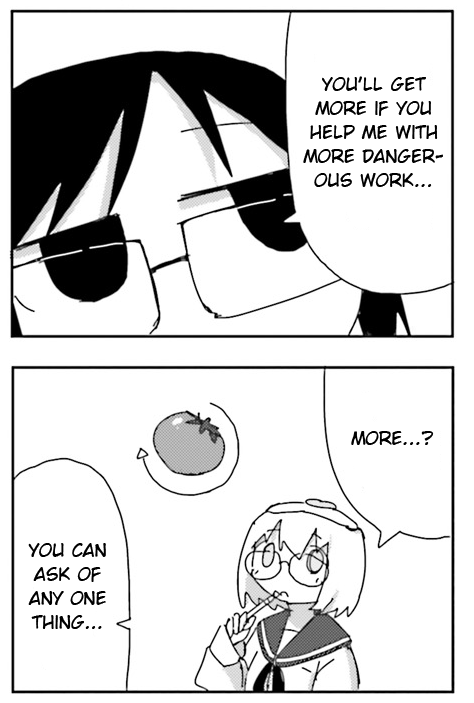 YOU'LL GET
MORE IF YOU
HELP ME WITH
MORE DANGER-
OUS WORK...
MORE...?
YOU CAN
ASK OF
ANY ONE
THING...